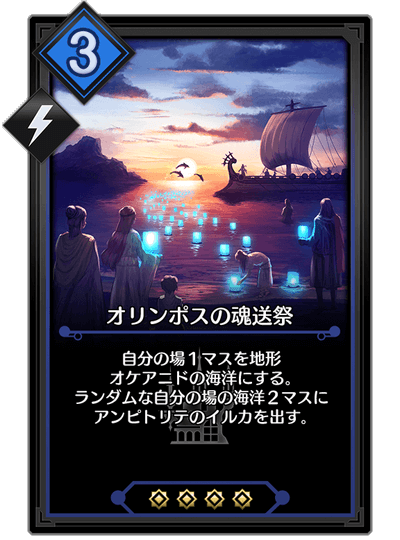 3
オリンポスの魂送祭
自分の場1マスを地形
オケアニドの海洋にする。
ランダムな自分の場の海洋2マスに
アンピトリテのイルカを出す。